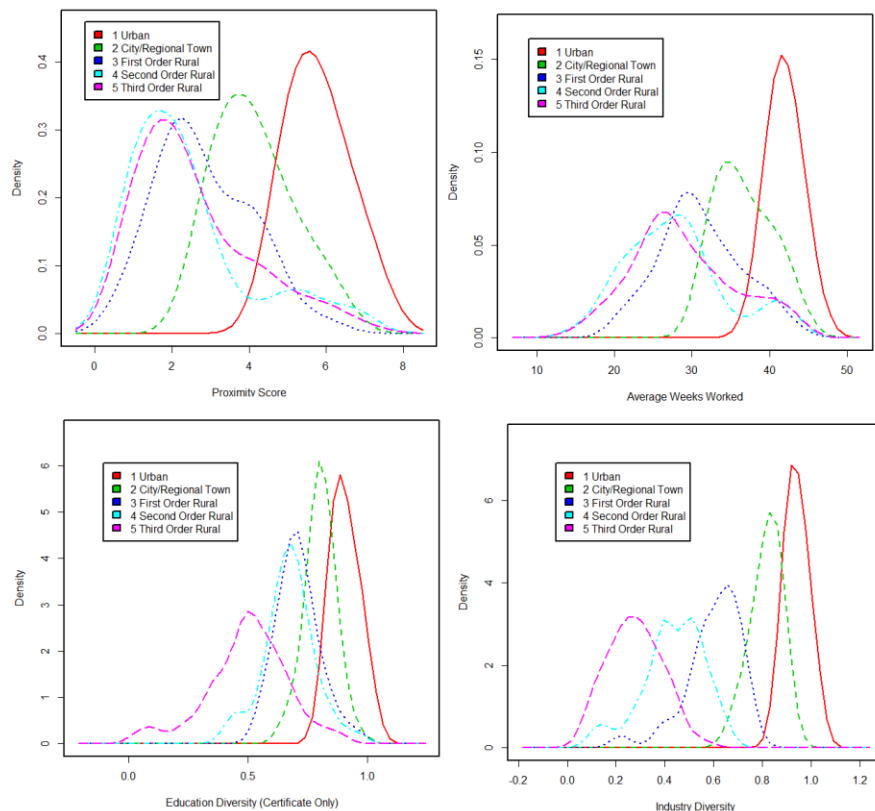 1 Urban
2 City/Regional Town
3 First Order Rural
4 Second Order Rural
5 Third Order Rural
Density
0.0
0.1
0.2
0.3
0.4
0 2 4 6 8
Proximity Score
1 Urban
2 City/Regional Town
3 First Order Rural
4 Second Order Rural
5 Third Order Rural
Density
0.00
0.05
0.10
0.15
10 20 30 40 50
Average Weeks Worked
1 Urban
2 City/Regional Town
3 First Order Rural
4 Second Order Rural
5 Third Order Rural
Density
0
1
2
3
4
5
6
0.0 0.5 1.0
Education Diversity (Certificate Only)
1 Urban
2 City/Regional Town
3 First Order Rural
4 Second Order Rural
5 Third Order Rural
Density
0
2
4
6
-0.2 0.0 0.2 0.4 0.6 0.8 1.0 1.2
Industry Diversity